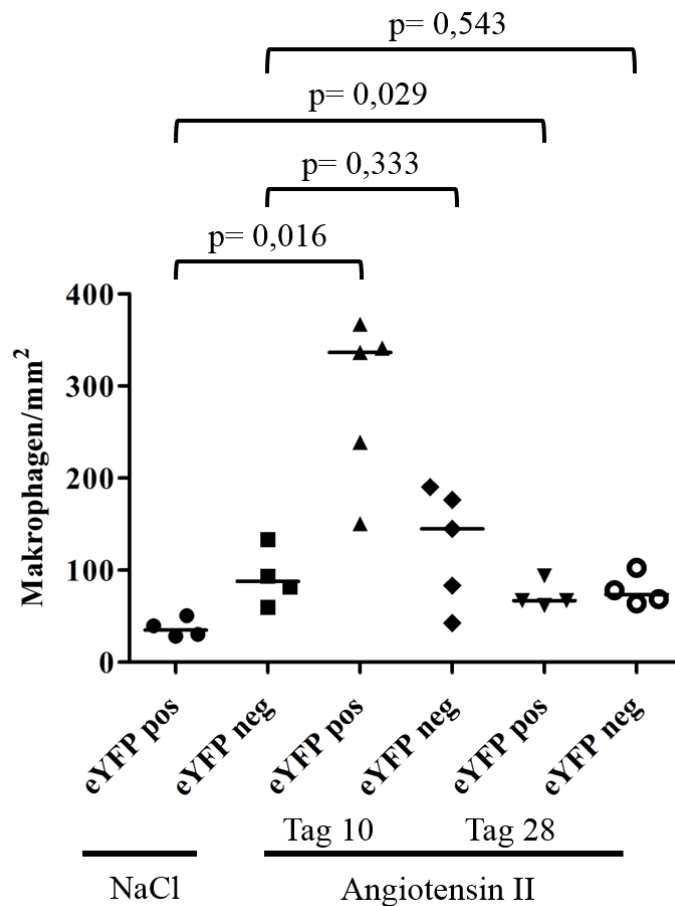 p= 0,543
p= 0,029
p= 0,333
p= 0,016
400
300
200
100
0
Makrophagen/mm²
eYFP pos
eYFP neg
eYFP pos
eYFP neg
eYFP pos
eYFP neg
Tag 10 Tag 28
NaCl Angiotensin II